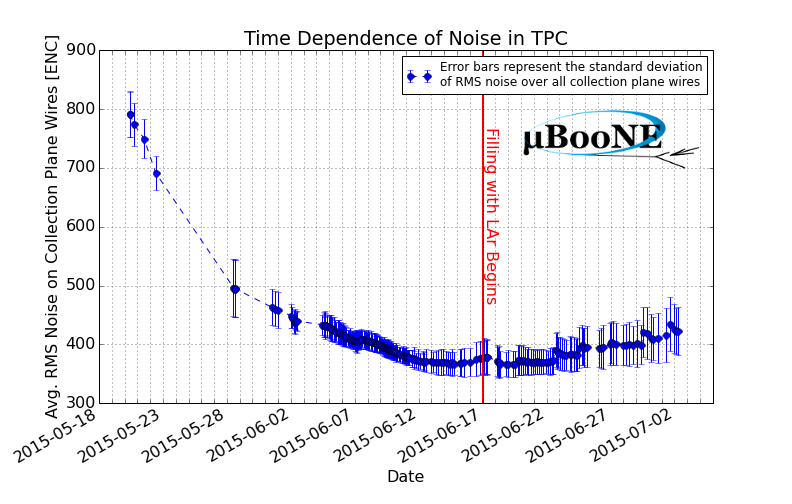 Time Dependence of Noise in TPC
Error bars represent the standard deviation
of RMS noise over all collection plane wires
µBooNE
Filling with LAr Begins
Avg. RMS Noise on Collection Plane Wires [ENC]
900
800
700
600
500
400
300
2015-05-18
2015-05-23
2015-05-28
2015-06-02
2015-06-07
2015-06-12
2015-06-17
2015-06-22
2015-06-27
2015-07-02
Date